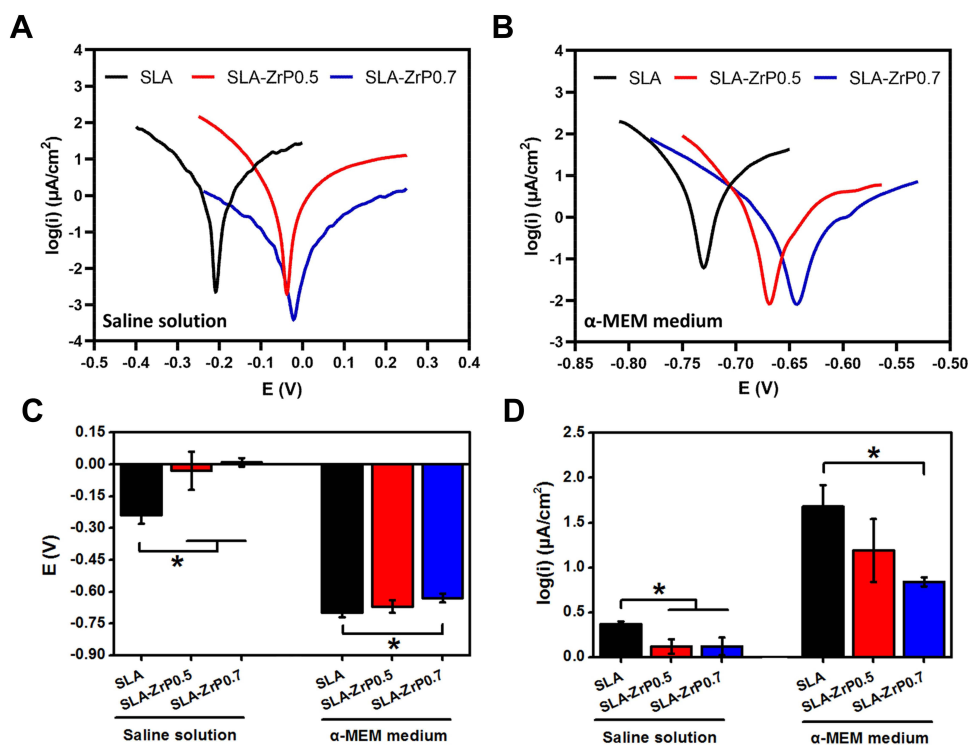 A
SLA SLA-ZrP0.5 SLA-ZrP0.7
4
3
2
1
0
-1
-2
-3
-4
log(i) (µA/cm²)
Saline solution
-0.5 -0.4 -0.3 -0.2 -0.1 0.0 0.1 0.2 0.3 0.4
E (V)
B
SLA SLA-ZrP0.5 SLA-ZrP0.7
4
3
2
1
0
-1
-2
-3
log(i) (µA/cm²)
α-MEM medium
-0.85 -0.80 -0.75 -0.70 -0.65 -0.60 -0.55 -0.50
E (V)
C
0.15
0.00
-0.15
-0.30
-0.45
-0.60
-0.75
-0.90
E (V)
*
*
SLA
SLA-ZrP0.5
SLA-ZrP0.7
SLA
SLA-ZrP0.5
SLA-ZrP0.7
Saline solution α-MEM medium
D
2.5
2.0
1.5
1.0
0.5
0.0
log(i) (µA/cm²)
*
*
SLA
SLA-ZrP0.5
SLA-ZrP0.7
SLA
SLA-ZrP0.5
SLA-ZrP0.7
Saline solution α-MEM medium